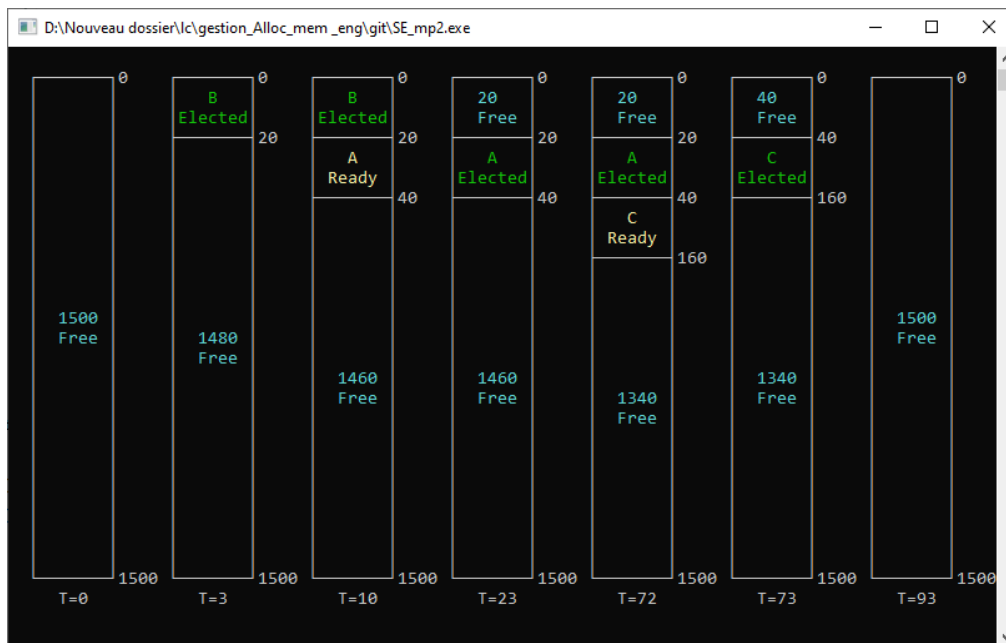 D:\Nouveau dossier\lc\gestion_Alloc_mem _eng\git\SE_mp2.exe
0 0 0 0 0 0 0
B B 20 20 40
Elected Elected Free Free Free
20 20 20 20 40
A A A C
Ready Elected Elected Elected
40 40 40 160
C
Ready
160
1500 1500
Free 1480 Free
Free
1460 1460 1340
Free Free 1340 Free
Free
1500 1500 1500 1500 1500 1500 1500
T=0 T=3 T=10 T=23 T=72 T=73 T=93